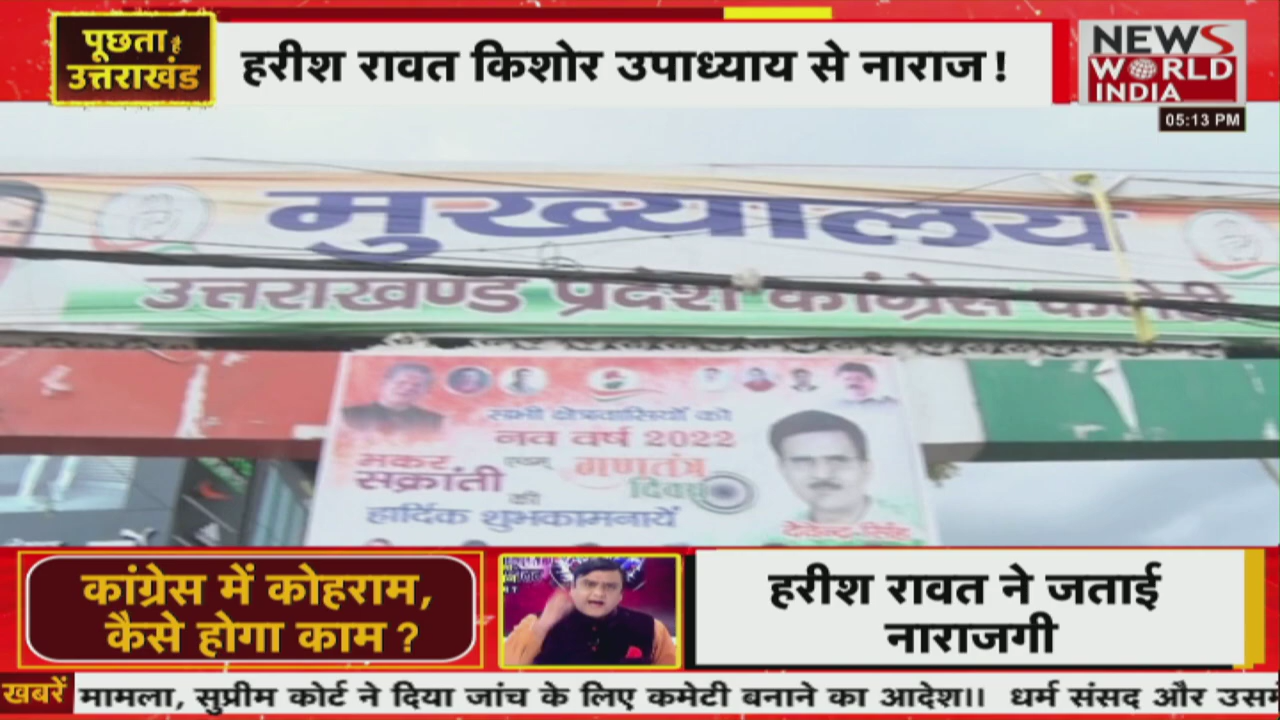 पूछता है
उत्तराखंड
हरीश रावत किशोर उपाध्याय से नाराज!
NEWS
WORLD
INDIA
05:13 PM
मुख्यालय
उत्तराखण्ड प्रदेश कांग्रेस कमेटी
सभी क्षेत्रवासियों को
नव वर्ष 2022
मकर
सक्रांती
एवम्
गणतंत्र
दिवस
की
हार्दिक शुभकामनायें
देवेन्द्र सिंह
कांग्रेस में कोहराम,
कैसे होगा काम ?
हरीश रावत ने जताई
नाराजगी
खबरें मामला, सुप्रीम कोर्ट ने दिया जांच के लिए कमेटी बनाने का आदेश।। धर्म संसद और